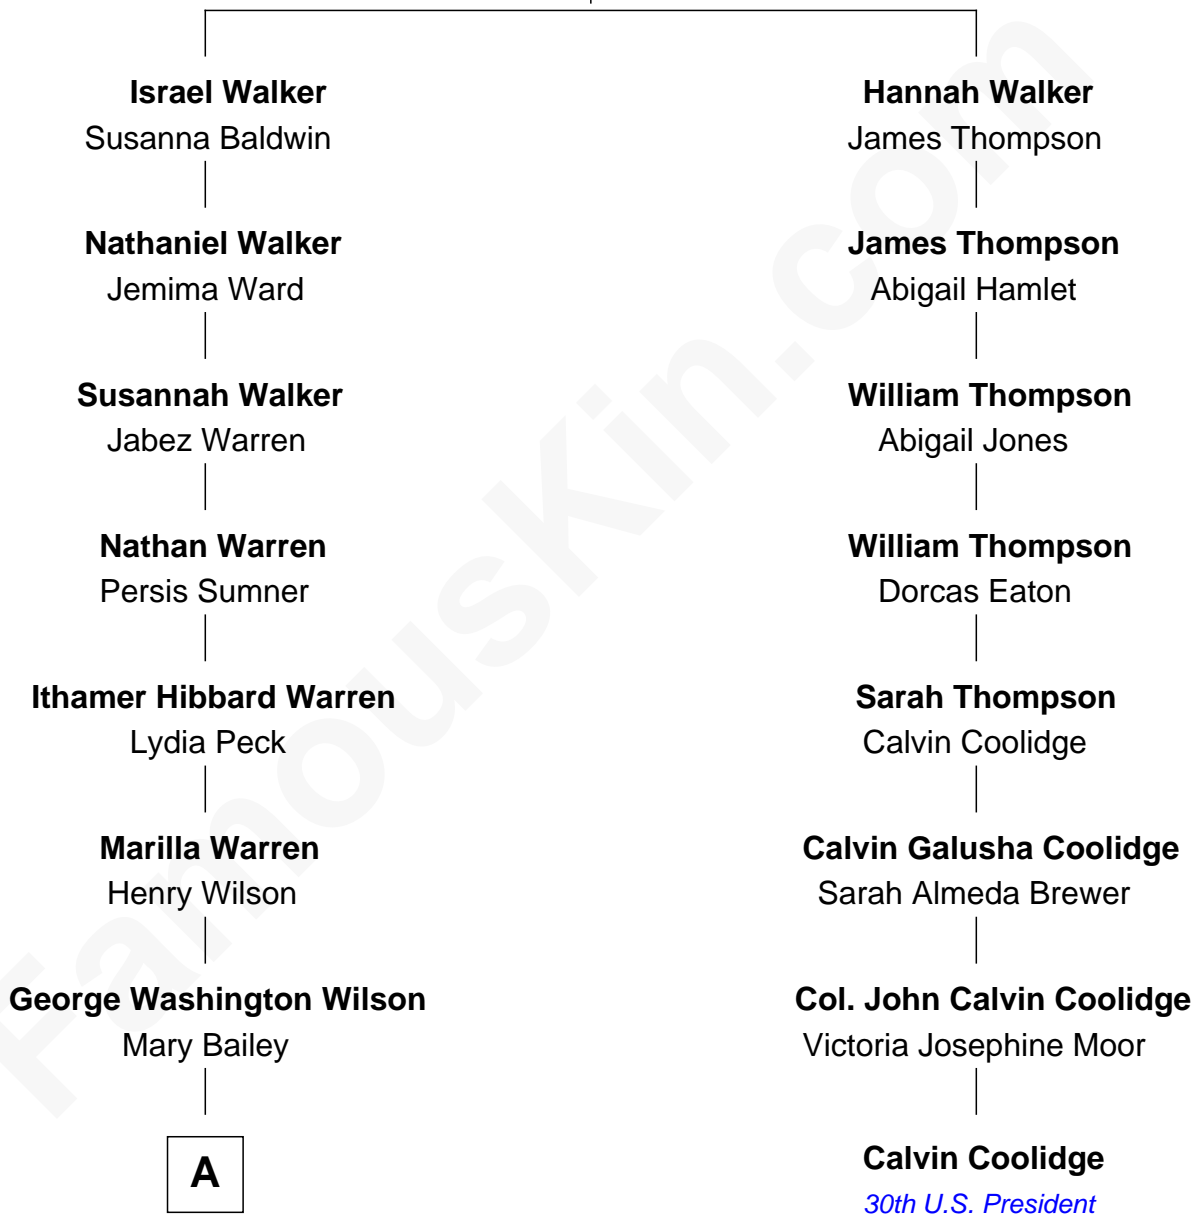 Israel Walker
Susanna Baldwin
Nathaniel Walker
Jemima Ward
Susannah Walker
Jabez Warren
Nathan Warren
Persis Sumner
Ithamer Hibbard Warren
Lydia Peck
Marilla Warren
Henry Wilson
George Washington Wilson
Mary Bailey
A
Hannah Walker
James Thompson
James Thompson
Abigail Hamlet
William Thompson
Abigail Jones
William Thompson
Dorcas Eaton
Sarah Thompson
Calvin Coolidge
Calvin Galusha Coolidge
Sarah Almeda Brewer
Col. John Calvin Coolidge
Victoria Josephine Moor
Calvin Coolidge
30th U.S. President
FamousKin.com